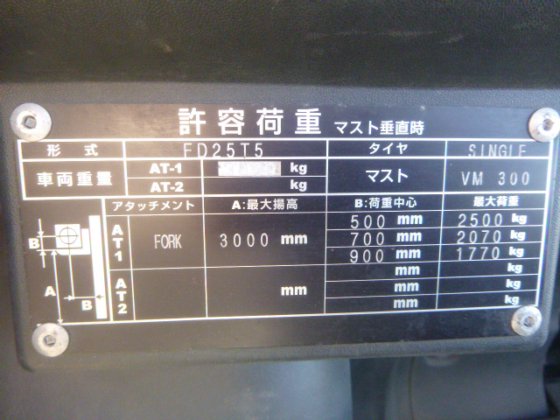 許容荷重 マスト垂直時
形式 FD25T5 タイヤ SINGLE
車両重量 AT-1 kg マスト VM 300
AT-2 kg
アタッチメント A:最大揚高 B:荷重中心 最大荷重
AT1 FORK 3000 mm 500 mm 2500 kg
700 mm 2070 kg
900 mm 1770 kg
AT2 mm mm kg
mm kg
mm kg
B
A
B